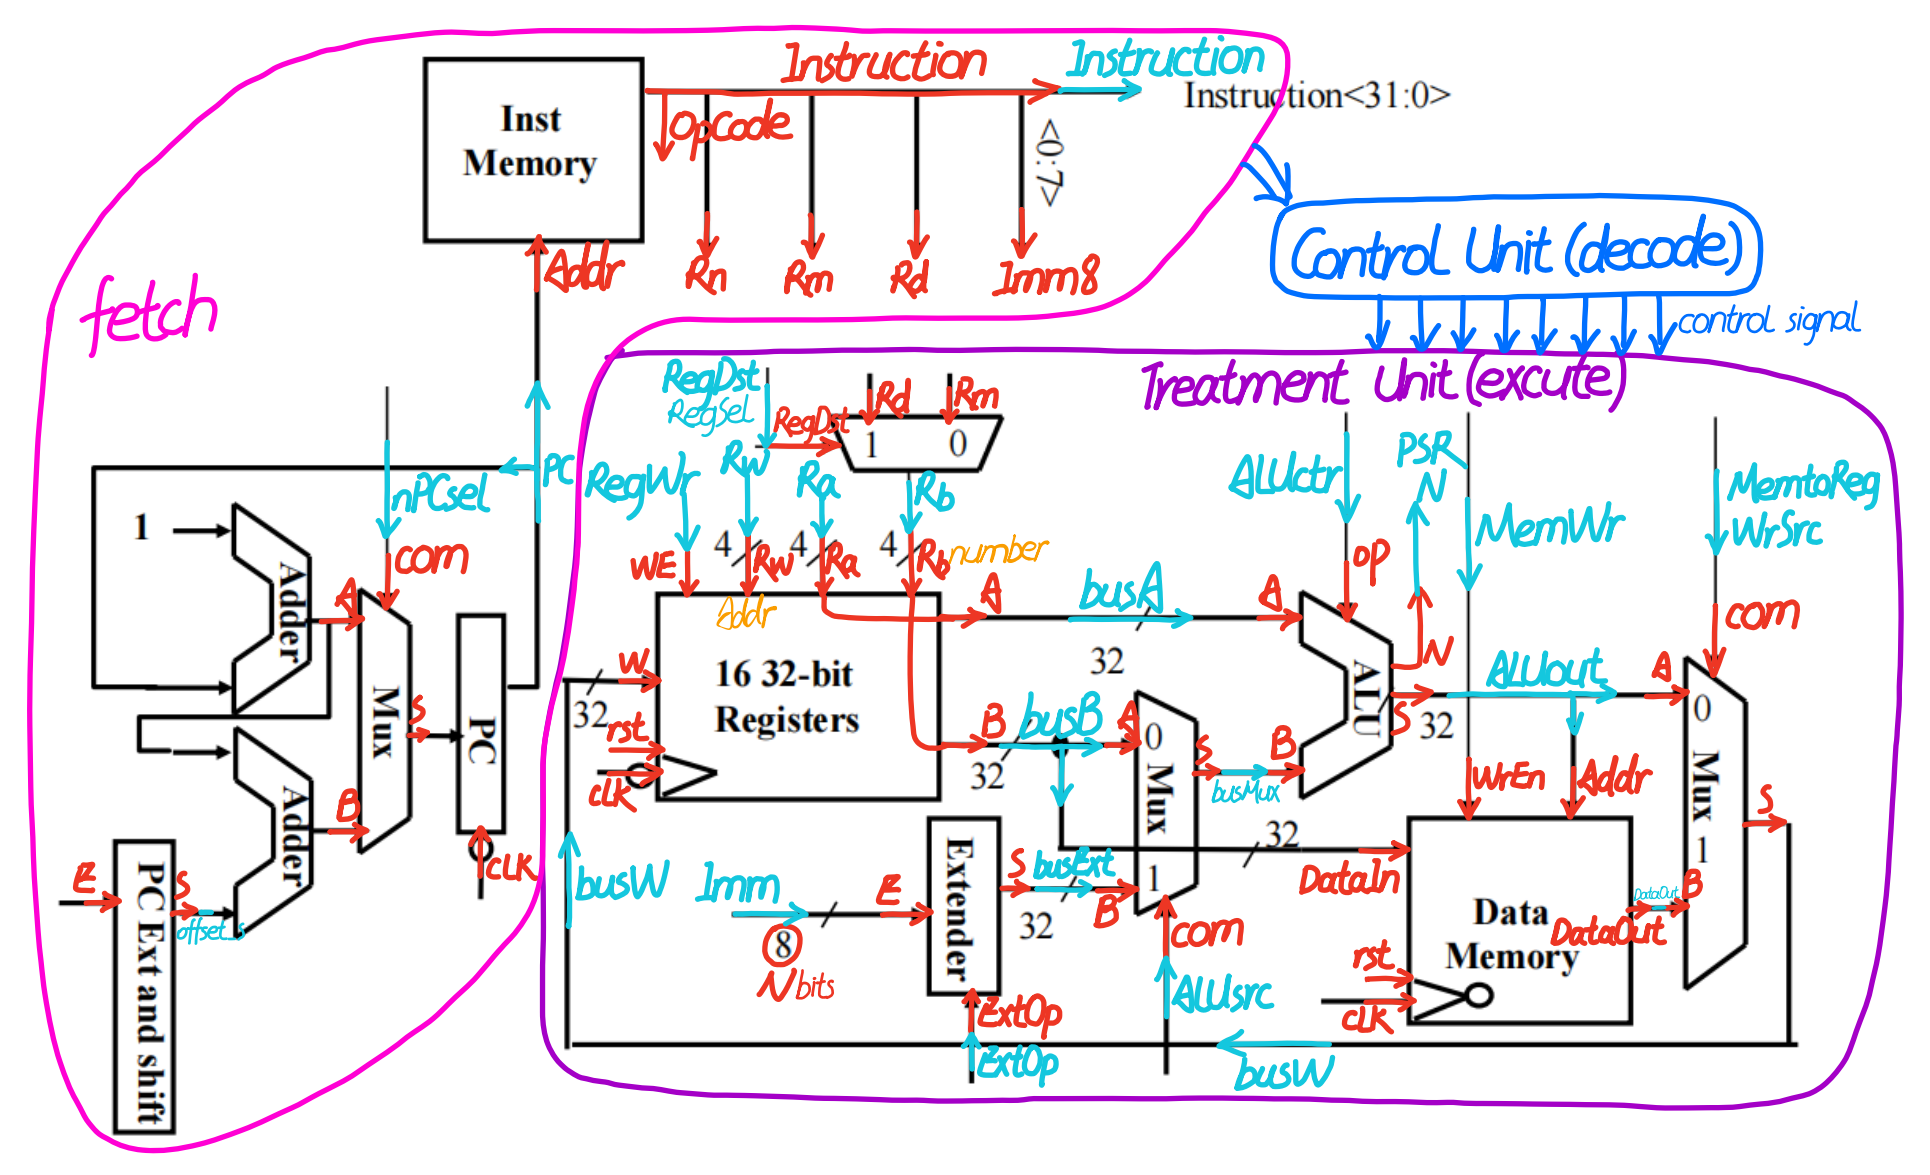 Instruction
Instruction
Instruction<31:0>
Inst
Memory
OpCode
<0:7>
Addr
Rn
Rm
Rd
Imm8
fetch
Control Unit (decode)
control signal
Treatment Unit (excute)
RegDst
RegSel
RegDst
Rd
Rm
1
0
nPCsel
PC
RegWr
Rw
Ra
Rb
ALUctr
PSR
N
MemWr
MemtoReg
WrSrc
1
Adder
com
A
4
4
4
WE
Rw
Ra
Rb
number
Addr
op
com
A
busA
A
32
N
ALU
ALUout
A
S
32
0
W
32
16 32-bit
Registers
rst
clk
B
busB
A
32
0
Mux
S
busMux
B
1
Mux
S
PC
clk
Adder
B
E
PC Ext and shift
S
offset_s
WrEn
Addr
Mux
1
S
32
DataIn
busW
Imm
8
N bits
E
Extender
S
busExt
B
32
com
ALUsrc
ExtOp
ExtOp
Data
Memory
DataOut
DataOut
B
rst
clk
busW